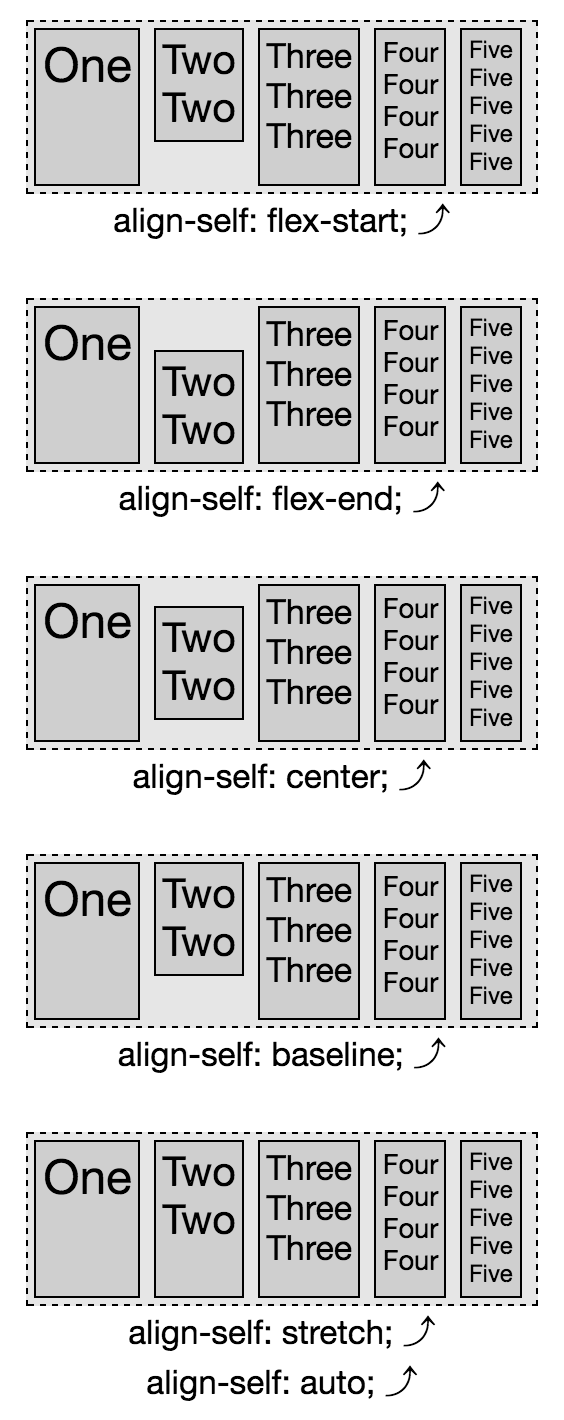 One Two Three Four Five
Two Three Four Five
Three Four Five
Four Five
Five
align-self: flex-start;
One Two Three Four Five
Two Three Four Five
Three Four Five
Four Five
Five
align-self: flex-end;
One Two Three Four Five
Two Three Four Five
Three Four Five
Four Five
Five
align-self: center;
One Two Three Four Five
Two Three Four Five
Three Four Five
Four Five
Five
align-self: baseline;
One Two Three Four Five
Two Three Four Five
Three Four Five
Four Five
Five
align-self: stretch;
align-self: auto;